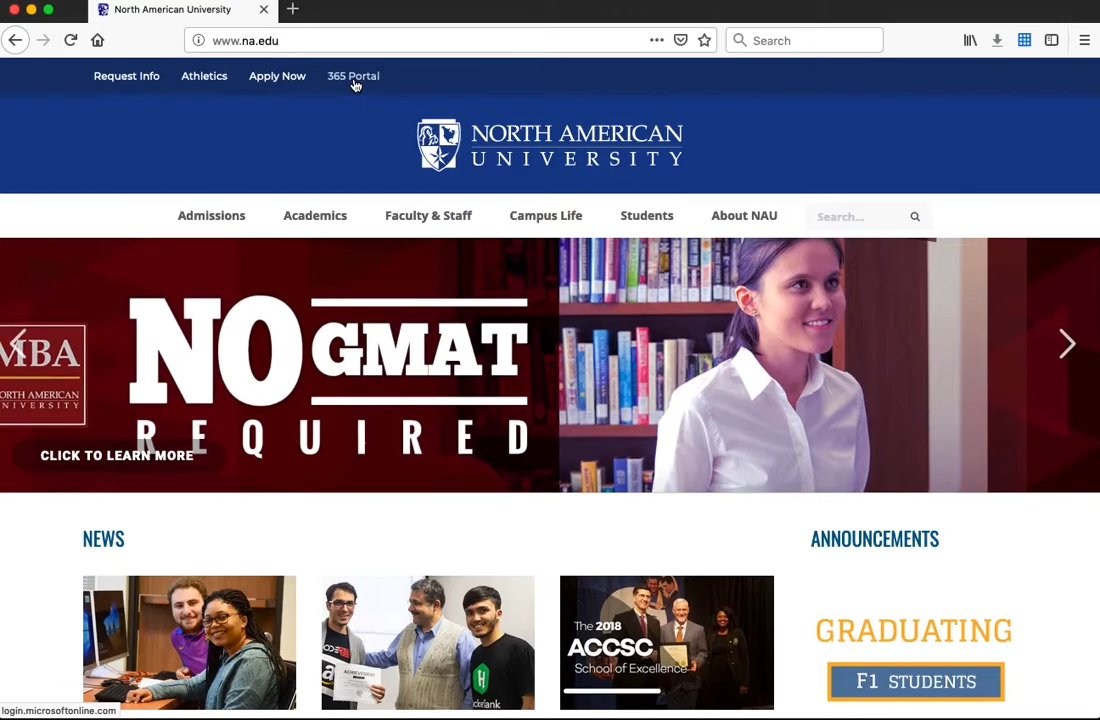 North American University
www.na.edu
Search
Request Info Athletics Apply Now 365 Portal
NORTH AMERICAN
UNIVERSITY
Admissions Academics Faculty & Staff Campus Life Students About NAU Search...
MBA
NORTH AMERICAN
UNIVERSITY
NO GMAT
REQUIRED
CLICK TO LEARN MORE
NEWS
ANNOUNCEMENTS
ACHIEVEMENT
The 2018
ACCSC
School of Excellence
GRADUATING
F1 STUDENTS
login.microsoftonline.com